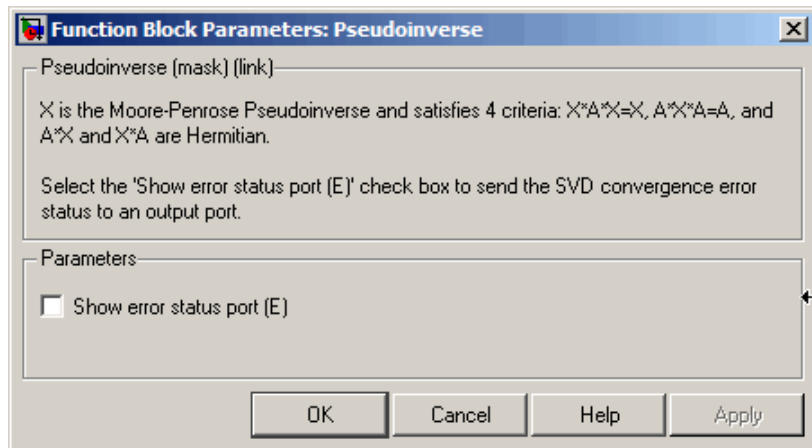 Function Block Parameters: Pseudoinverse
Pseudoinverse (mask) (link)
X is the Moore-Penrose Pseudoinverse and satisfies 4 criteria: X*A*X=X, A*X*A=A, and
A*X and X*A are Hermitian.
Select the 'Show error status port (E)' check box to send the SVD convergence error
status to an output port.
Parameters
Show error status port (E)
OK
Cancel
Help
Apply